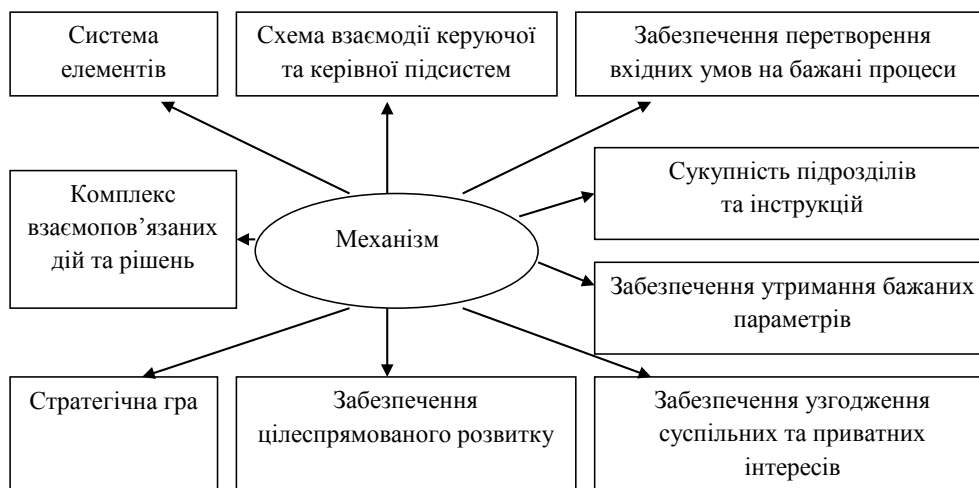 Система
елементів
Схема взаємодії керуючої
та керівної підсистем
Забезпечення перетворення
вхідних умов на бажані процеси
Комплекс
взаємопов’язаних
дій та рішень
Механізм
Сукупність підрозділів
та інструкцій
Забезпечення утримання бажаних
параметрів
Стратегічна гра
Забезпечення
цілеспрямованого розвитку
Забезпечення узгодження
суспільних та приватних
інтересів